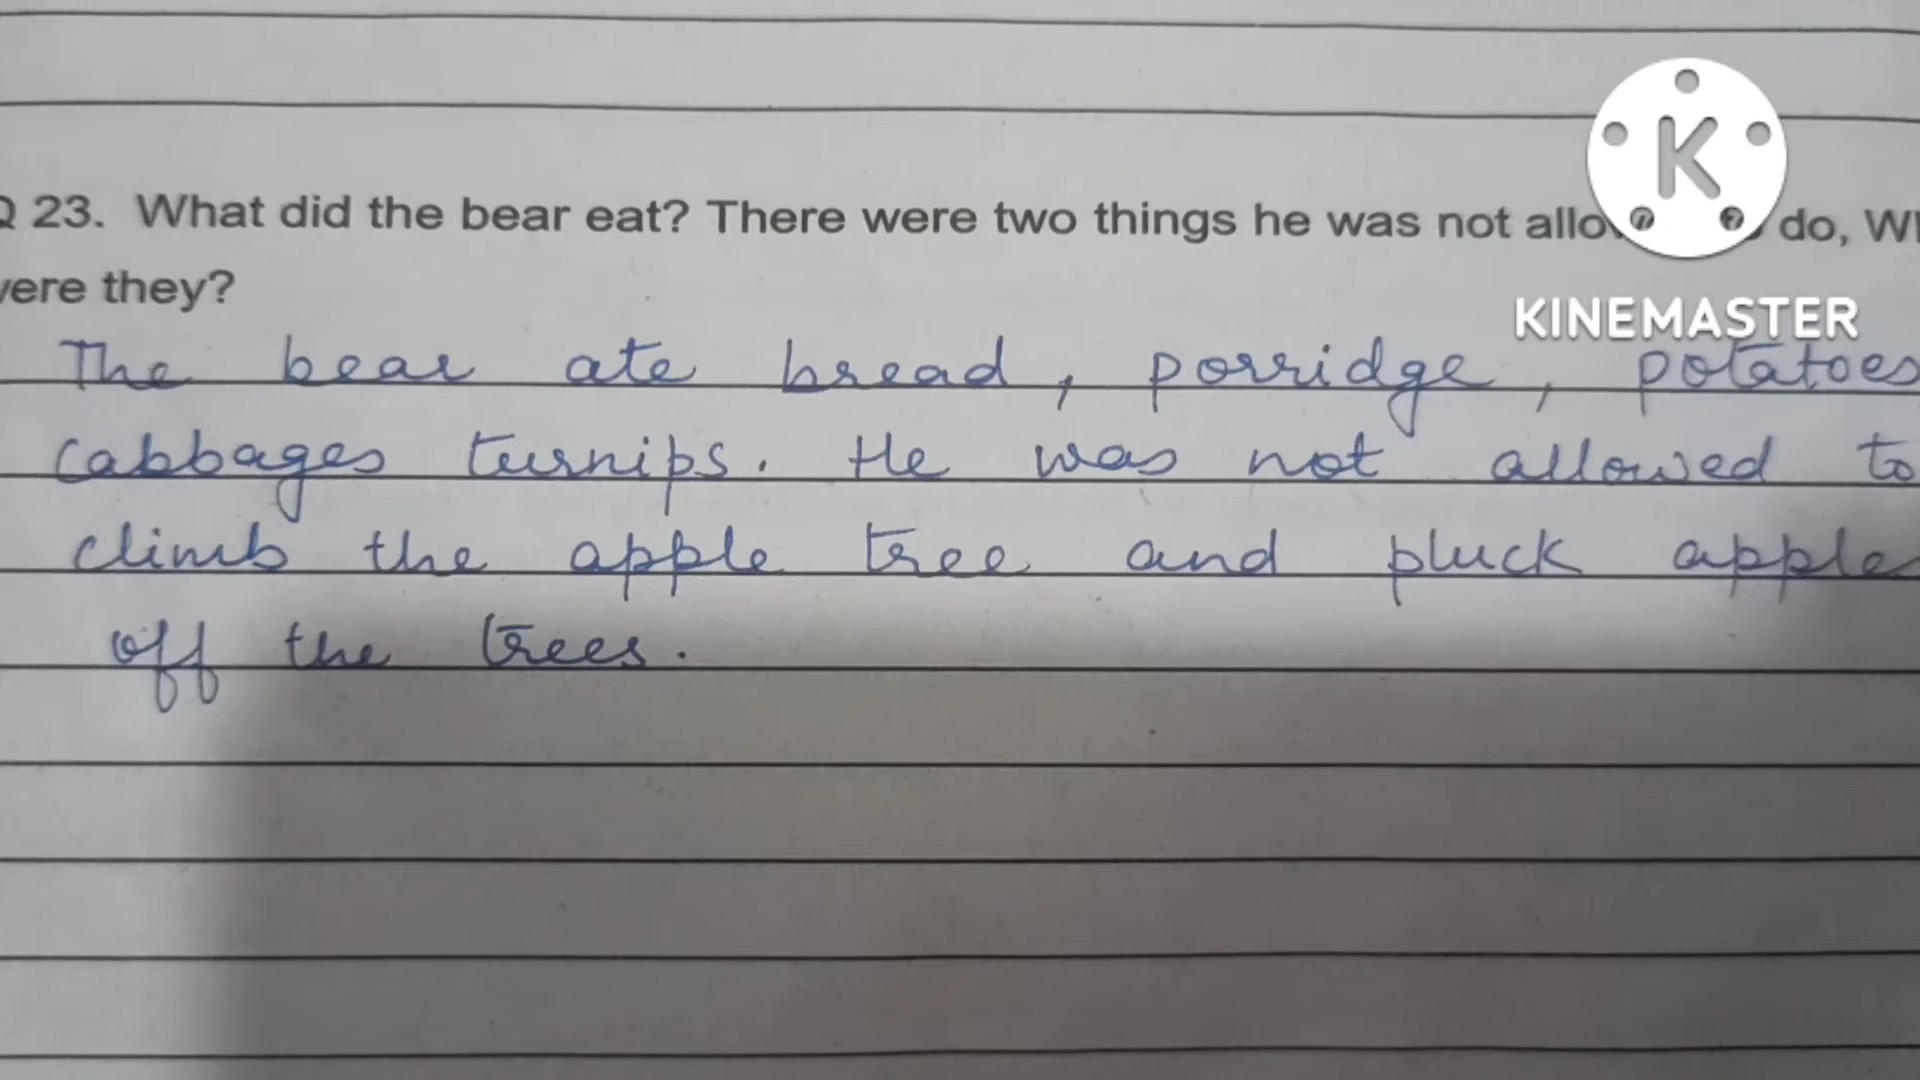 23. What did the bear eat? There were two things he was not do,
they?
KINEMASTER
The bear ate bread, porridge, potatoes
cabbages turnips. He was not allowed to
climb the apple tree and pluck apple
off the trees.